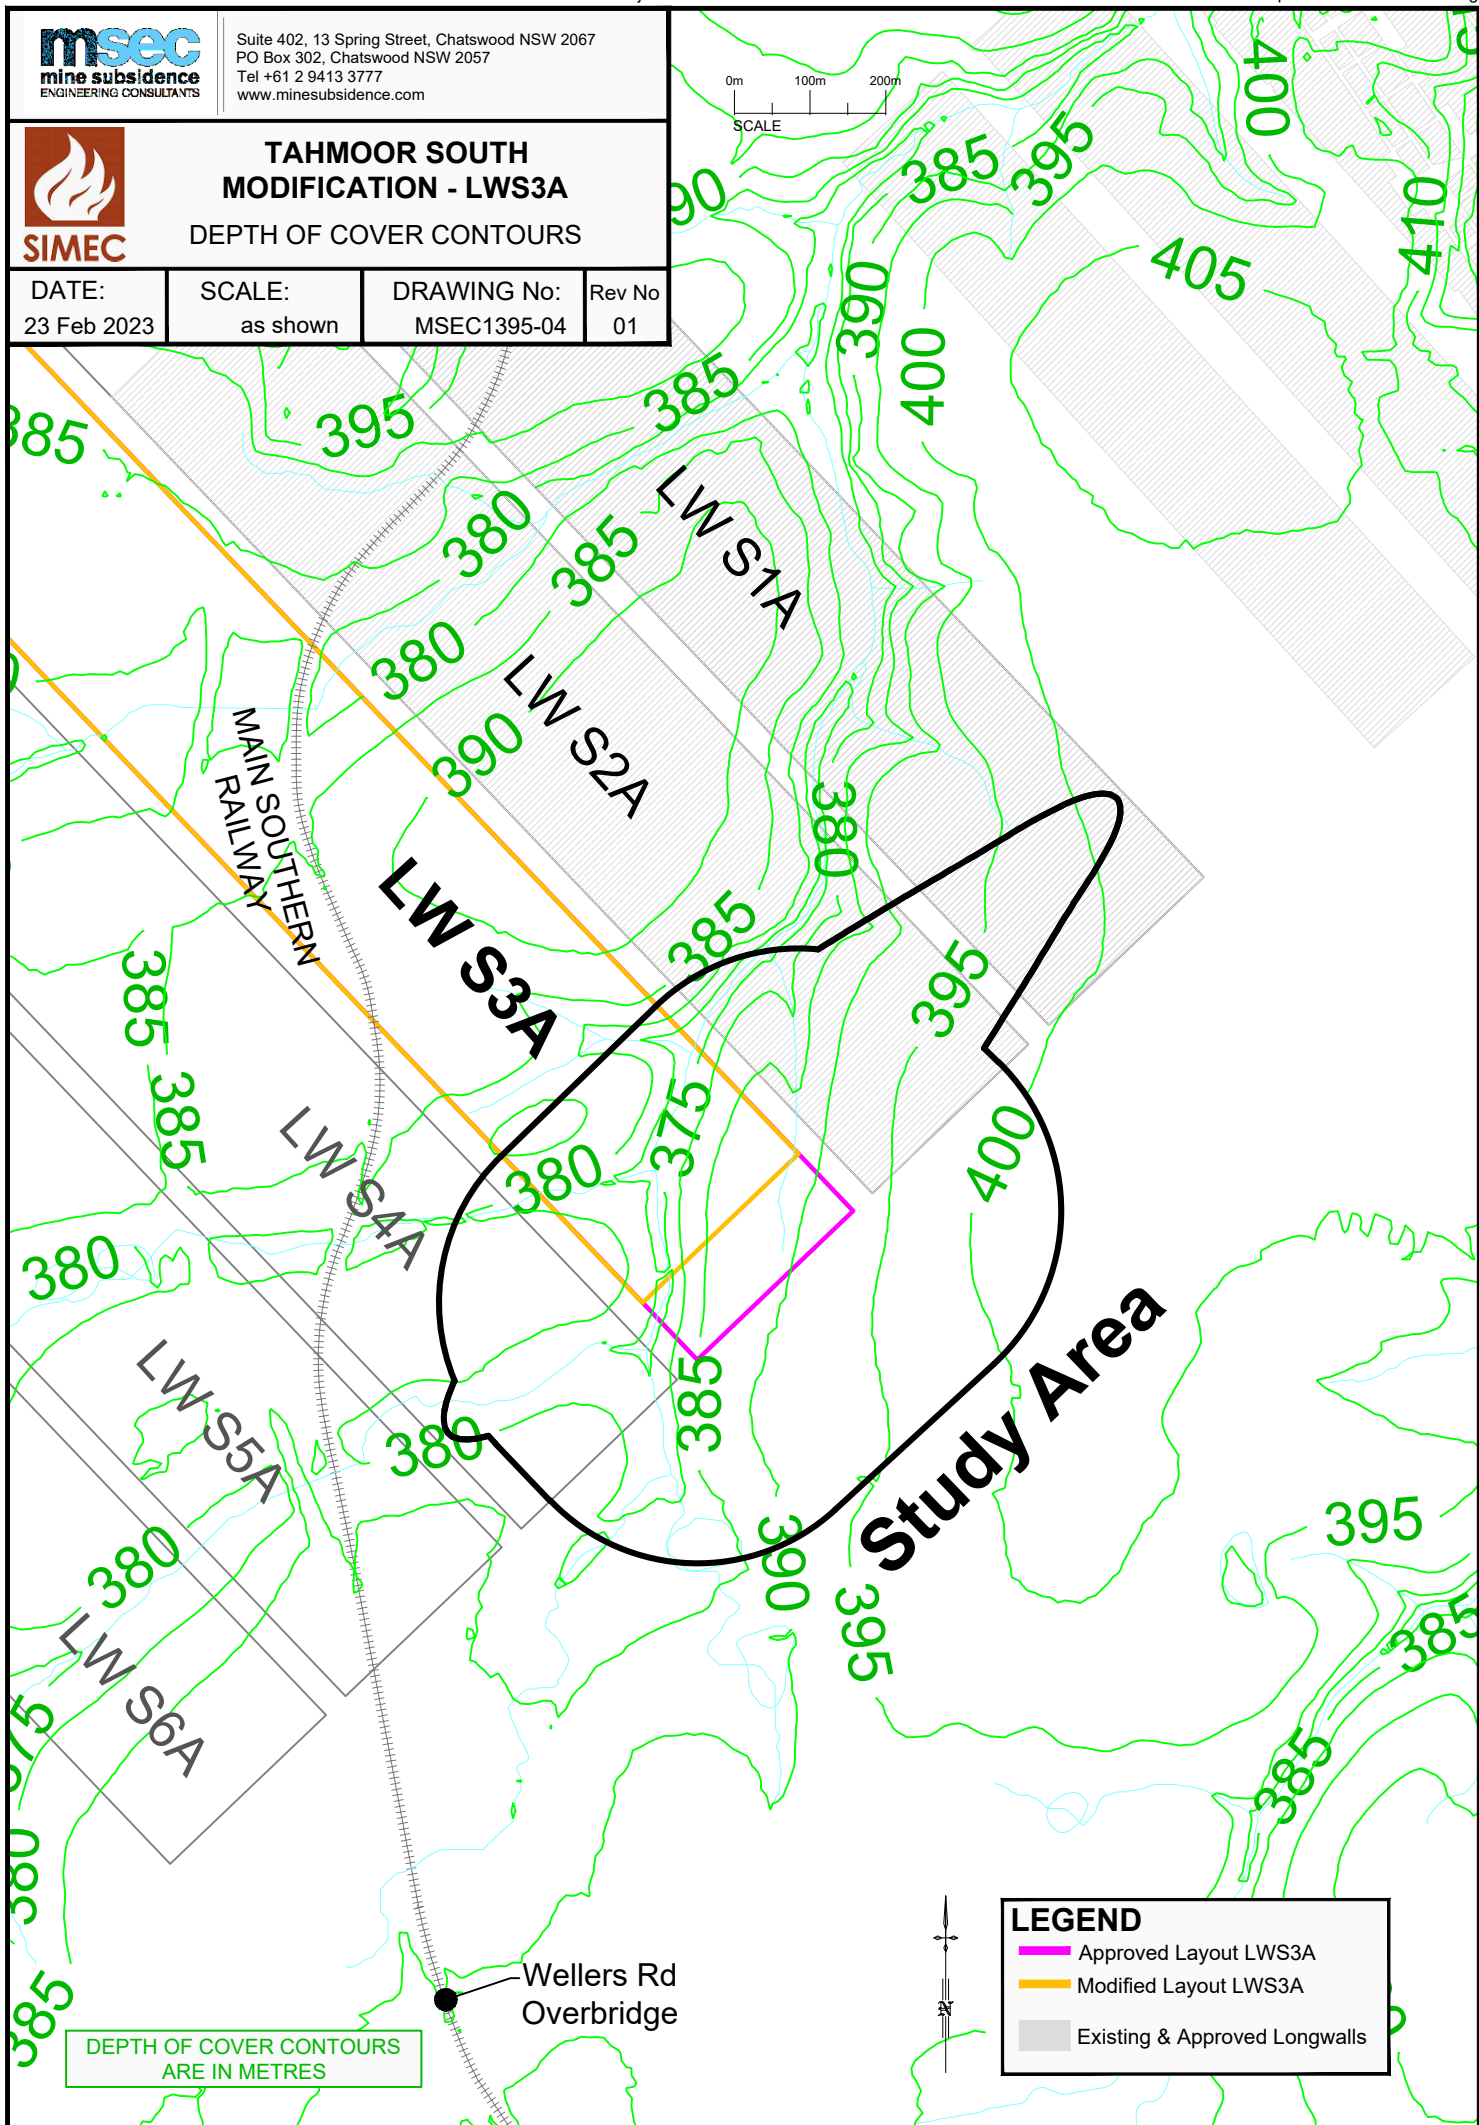 msec
mine subsidence
ENGINEERING CONSULTANTS
Suite 402, 13 Spring Street, Chatswood NSW 2067
PO Box 302, Chatswood NSW 2057
Tel +61 2 9413 3777
www.minesubsidence.com
SIMEC
TAHMOOR SOUTH
MODIFICATION - LWS3A
DEPTH OF COVER CONTOURS
DATE:
23 Feb 2023
SCALE:
as shown
DRAWING No:
MSEC1395-04
Rev No
01
0m 100m 200m
SCALE
400
385
395
90
410
405
390
400
385
395
385
LW S1A
380
385
380
LW S2A
390
MAIN SOUTHERN
RAILWAY
380
LW S3A
385
395
385
385
375
LW S4A
380
400
380
Study Area
LW S5A
385
380
390
395
395
380
LW S6A
385
375
385
380
385
Wellers Rd
Overbridge
DEPTH OF COVER CONTOURS
ARE IN METRES
N
LEGEND
Approved Layout LWS3A
Modified Layout LWS3A
Existing & Approved Longwalls